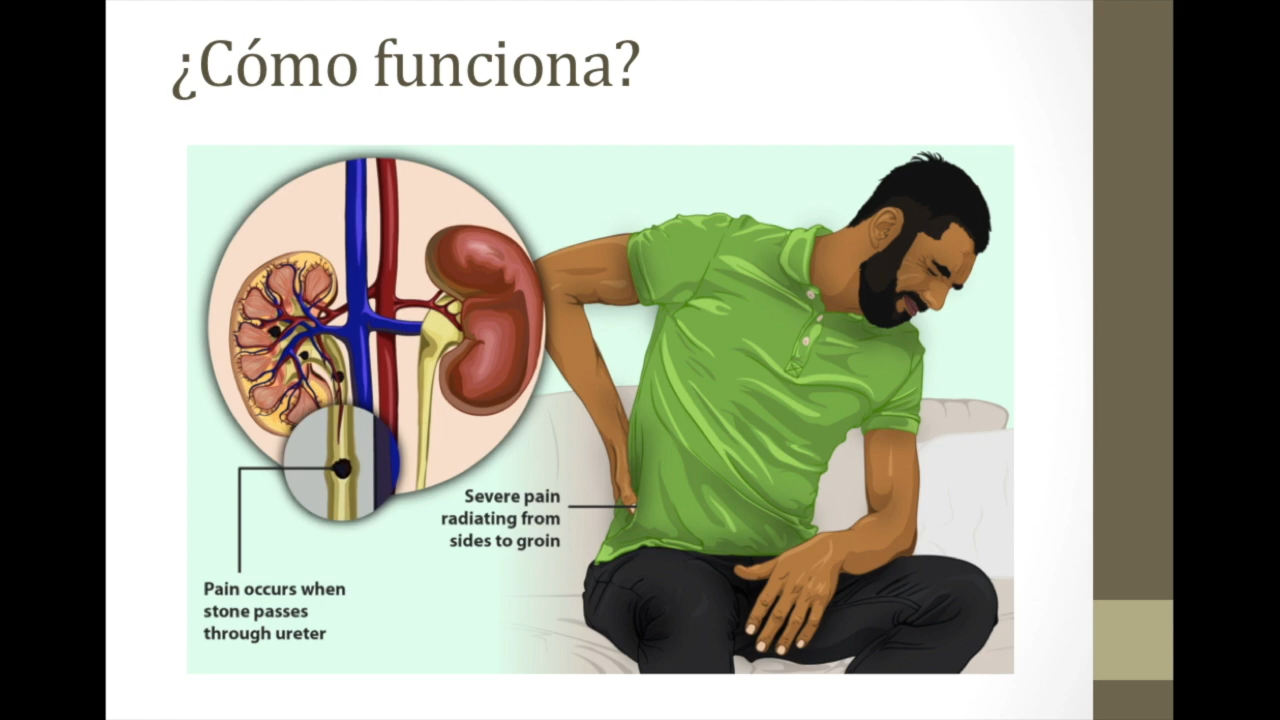 ¿Cómo funciona?
Severe pain
radiating from
sides to groin
Pain occurs when
stone passes
through ureter